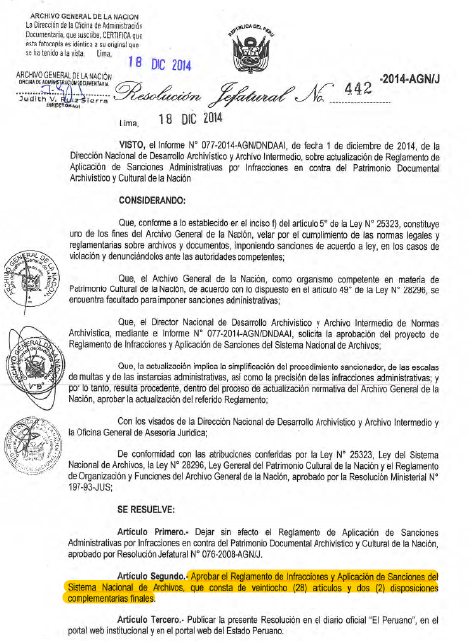 ARCHIVO GENERAL DE LA NACIÓN
La Dirección de la Oficina de Administración
Documentaria, que suscribe, CERTIFICA que
esta fotocopia es idéntica a su original que
se ha tenido a la vista. Lima,
18 DIC 2014
REPUBLICA DEL PERU
ARCHIVO GENERAL DE LA NACIÓN
OFICINA DE ADMINISTRACIÓN DOCUMENTARIA
Judith V. Ruiz Sierra
Resolución Jefatural No. 442 -2014-AGN/J
Lima, 18 DIC 2014
VISTO, el Informe N° 077-2014-AGN/DNDAAI, de fecha 1 de diciembre de 2014, de la
Dirección Nacional de Desarrollo Archivístico y Archivo Intermedio, sobre actualización de Reglamento de
Aplicación de Sanciones Administrativas por Infracciones en contra del Patrimonio Documental
Archivístico y Cultural de la Nación
CONSIDERANDO:
Que, conforme a lo establecido en el inciso f) del artículo 5° de la Ley N° 25323, constituye
uno de los fines del Archivo General de la Nación, velar por el cumplimiento de las normas legales y
reglamentarias sobre archivos y documentos, imponiendo sanciones de acuerdo a ley, en los casos de
violación y denunciándoles ante las autoridades competentes;
Que, el Archivo General de la Nación, como organismo competente en materia de
Patrimonio Cultural de la Nación, de acuerdo con lo dispuesto en el artículo 49° de la Ley N° 28296, se
encuentra facultado para imponer sanciones administrativas;
Que, el Director Nacional de Desarrollo Archivístico y Archivo Intermedio de Normas
Archivística, mediante el Informe N° 077-2014-AGN/DNDAAI, solicita la aprobación del proyecto de
Reglamento de Infracciones y Aplicación de Sanciones del Sistema Nacional de Archivos;
Que, la actualización implica la simplificación del procedimiento sancionador, de las escalas
de multas y de las instancias administrativas, así como la precisión de las infracciones administrativas; y
por lo tanto, resulta procedente, dentro del proceso de actualización normativa del Archivo General de la
Nación, aprobar la actualización del referido Reglamento;
Con los visados de la Dirección Nacional de Desarrollo Archivístico y Archivo Intermedio y
la Oficina General de Asesoría Jurídica;
De conformidad con las atribuciones conferidas por la Ley N° 25323, Ley del Sistema
Nacional de Archivos, la Ley N° 28296, Ley General del Patrimonio Cultural de la Nación y el Reglamento
de Organización y Funciones del Archivo General de la Nación, aprobado por la Resolución Ministerial N°
197-93-JUS;
SE RESUELVE:
Artículo Primero.- Dejar sin efecto el Reglamento de Aplicación de Sanciones
Administrativas por Infracciones en contra del Patrimonio Documental Archivístico y Cultural de la Nación,
aprobado por Resolución Jefatural N° 076-2008-AGN/J.
Artículo Segundo.- Aprobar el Reglamento de Infracciones y Aplicación de Sanciones del
Sistema Nacional de Archivos, que consta de veintiocho (28) artículos y dos (2) disposiciones
complementarias finales.
Artículo Tercero.- Publicar la presente Resolución en el diario oficial "El Peruano", en el
portal web institucional y en el portal web del Estado Peruano.